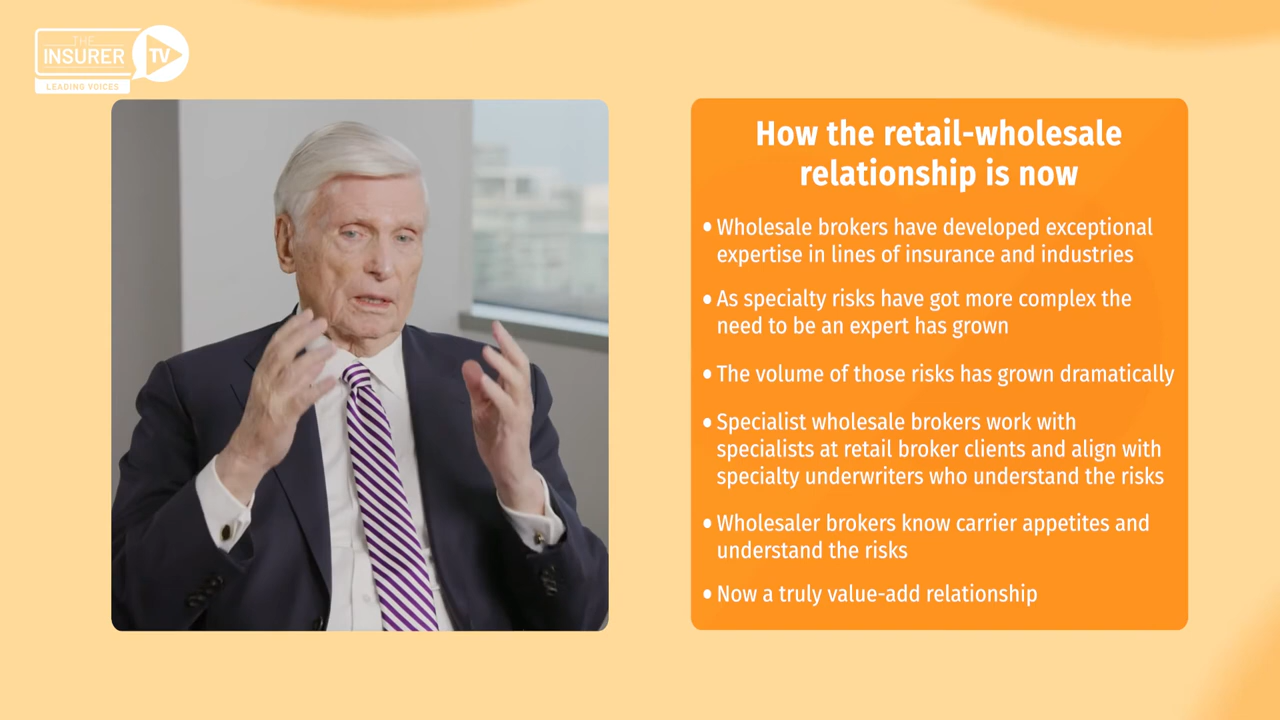 THE
INSURER
TV
LEADING VOICES
How the retail-wholesale
relationship is now
• Wholesale brokers have developed exceptional
expertise in lines of insurance and industries
• As specialty risks have got more complex the
need to be an expert has grown
• The volume of those risks has grown dramatically
• Specialist wholesale brokers work with
specialists at retail broker clients and align with
specialty underwriters who understand the risks
• Wholesaler brokers know carrier appetites and
understand the risks
• Now a truly value-add relationship